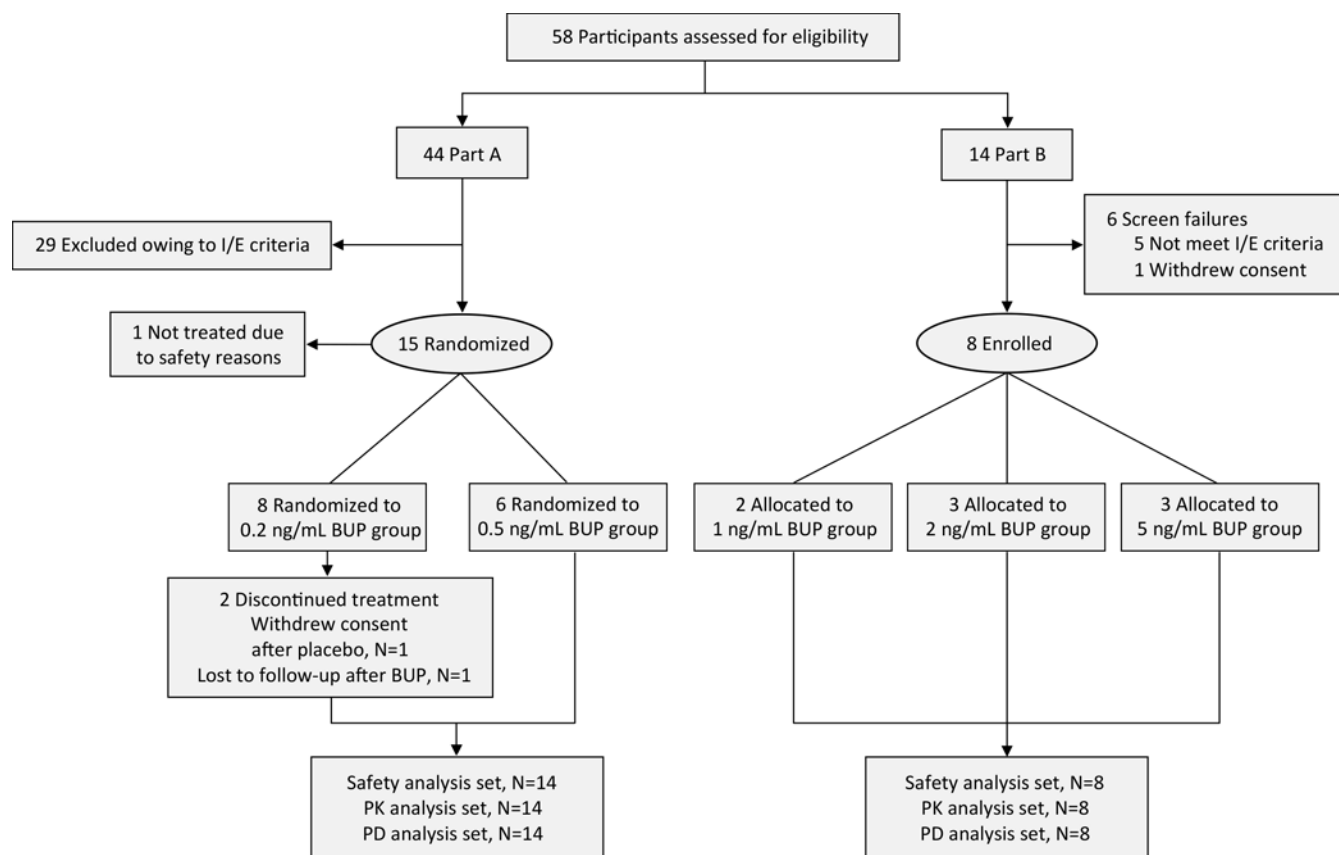 58 Participants assessed for eligibility
44 Part A
14 Part B
29 Excluded owing to I/E criteria
6 Screen failures
5 Not meet I/E criteria
1 Withdrew consent
1 Not treated due
to safety reasons
15 Randomized
8 Enrolled
8 Randomized to
0.2 ng/mL BUP group
6 Randomized to
0.5 ng/mL BUP group
2 Allocated to
1 ng/mL BUP group
3 Allocated to
2 ng/mL BUP group
3 Allocated to
5 ng/mL BUP group
2 Discontinued treatment
Withdrew consent
after placebo, N=1
Lost to follow-up after BUP, N=1
Safety analysis set, N=14
PK analysis set, N=14
PD analysis set, N=14
Safety analysis set, N=8
PK analysis set, N=8
PD analysis set, N=8